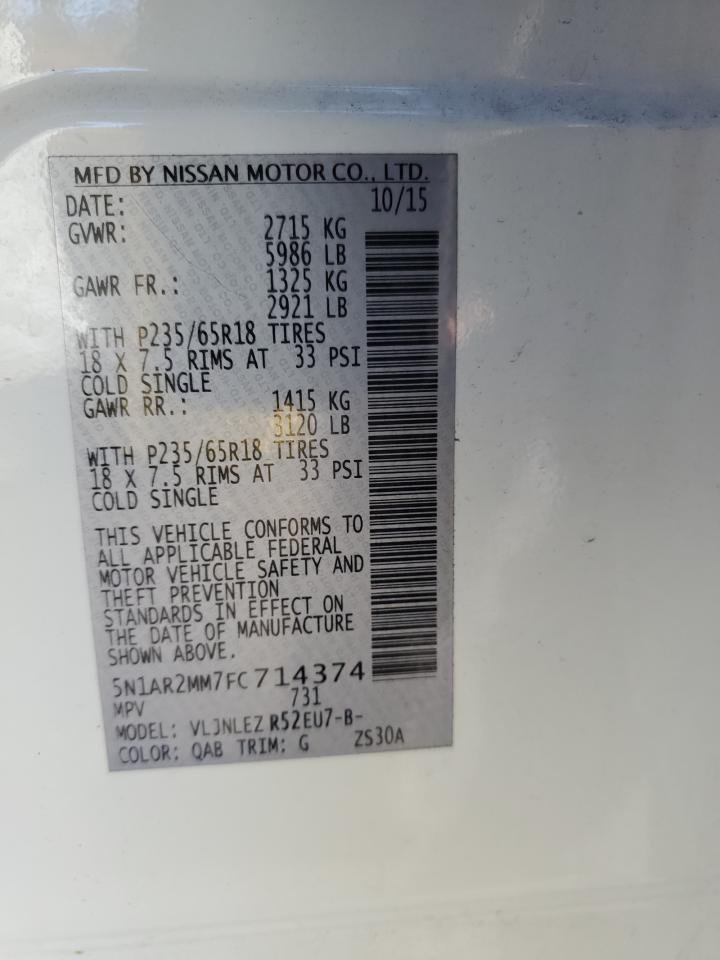 MFD BY NISSAN MOTOR CO., LTD.
DATE: 10/15
GVWR: 2715 KG
5986 LB
GAWR FR.: 1325 KG
2921 LB
WITH P235/65R18 TIRES
18 X 7.5 RIMS AT 33 PSI
COLD SINGLE
GAWR RR.: 1415 KG
3120 LB
WITH P235/65R18 TIRES
18 X 7.5 RIMS AT 33 PSI
COLD SINGLE
THIS VEHICLE CONFORMS TO
ALL APPLICABLE FEDERAL
MOTOR VEHICLE SAFETY AND
THEFT PREVENTION
STANDARDS IN EFFECT ON
THE DATE OF MANUFACTURE
SHOWN ABOVE.
5N1AR2MM7FC714374
MPV 731
MODEL: VLJNLEZ R52EU7-B-
COLOR: QAB TRIM: G ZS30A